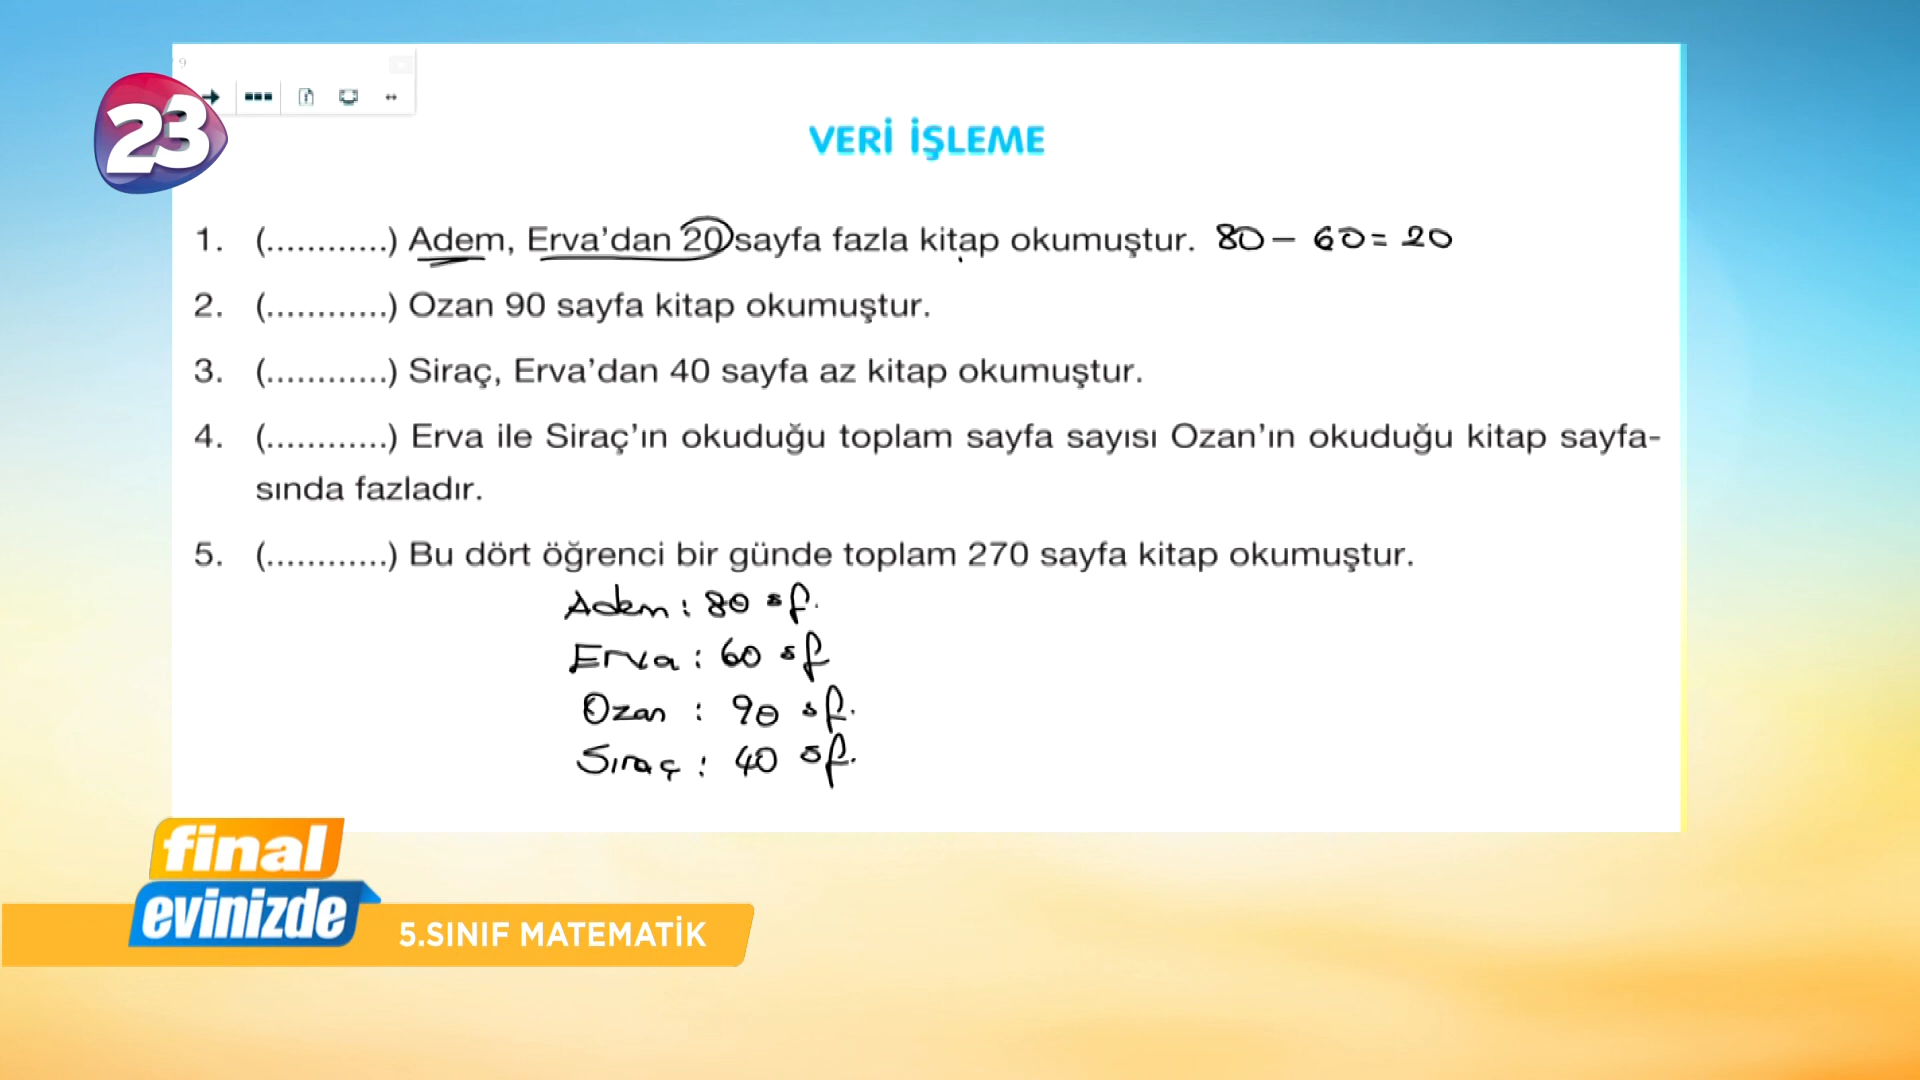 9
23
VERİ İŞLEME
1. (............) Adem, Erva’dan 20 sayfa fazla kitap okumuştur. 80 - 60 = 20
2. (............) Ozan 90 sayfa kitap okumuştur.
3. (............) Siraç, Erva’dan 40 sayfa az kitap okumuştur.
4. (............) Erva ile Siraç’ın okuduğu toplam sayfa sayısı Ozan’ın okuduğu kitap sayfa-
sında fazladır.
5. (............) Bu dört öğrenci bir günde toplam 270 sayfa kitap okumuştur.
Adem : 80 sf.
Erva : 60 sf
Ozan : 90 sf.
Sıraç : 40 sf.
final
evinizde
5.SINIF MATEMATİK